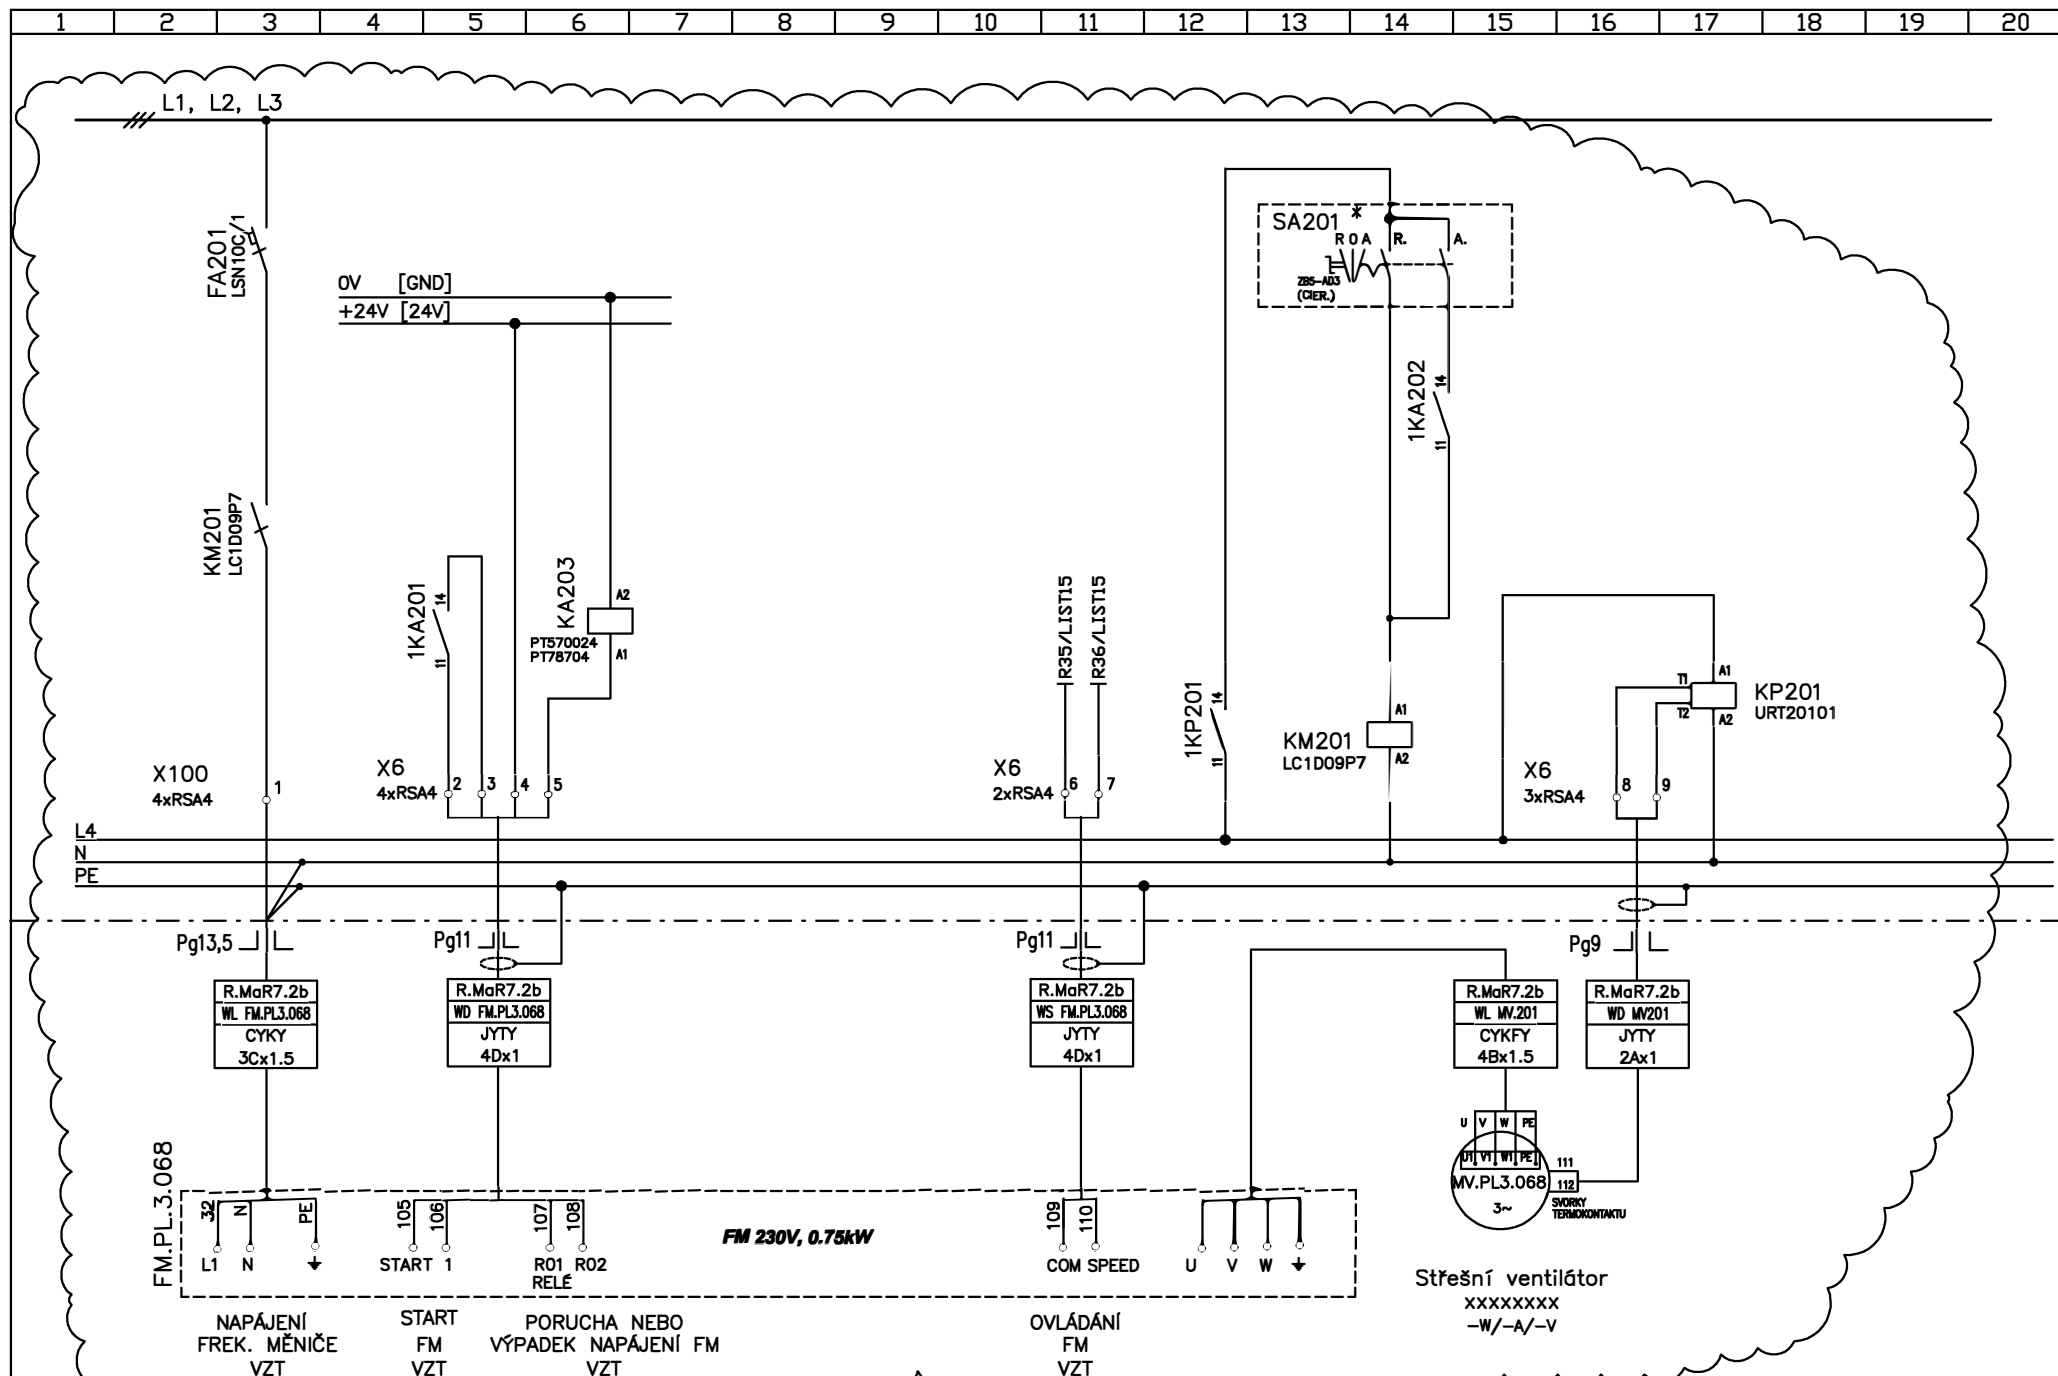 1 2 3 4 5 6 7 8 9 10 11 12 13 14 15 16 17 18 19 20
L1, L2, L3
FA201
LSN10C/1
0V [GND]
+24V [24V]
SA201 *
R 0 A R. A.
ZB5-AD3
(CIER.)
1KA202
14
11
KM201
LC1D09P7
1KA201
14
11
KA203
PT570024
PT78704
A2
A1
R35/LIST15
R36/LIST15
1KP201
14
11
KM201
LC1D09P7
A1
A2
T1
T2
A1
A2
KP201
URT20101
X100
4xRSA4
1
X6
4xRSA4
2 3 4 5
X6
2xRSA4
6 7
X6
3xRSA4
8 9
L4
N
PE
Pg13,5
Pg11
Pg11
Pg9
R.MaR7.2b
WL FM.PL3.068
CYKY
3Cx1.5
R.MaR7.2b
WD FM.PL3.068
JYTY
4Dx1
R.MaR7.2b
WS FM.PL3.068
JYTY
4Dx1
R.MaR7.2b
WL MV.201
CYKFY
4Bx1.5
R.MaR7.2b
WD MV201
JYTY
2Ax1
U V W PE
U1 V1 W1 PE
MV.PL3.068
3~
111
112
SVORKY
TERMOKONTAKTU
FM.PL.3.068
32 N PE
L1 N
105 106
START 1
107 108
R01 R02
RELÉ
FM 230V, 0.75kW
109 110
COM SPEED
U V W
Střešní ventilátor
xxxxxxxx
-W/-A/-V
NAPÁJENÍ
FREK. MĚNIČE
VZT
START
FM
VZT
PORUCHA NEBO
VÝPADEK NAPÁJENÍ FM
VZT
OVLÁDÁNÍ
FM
VZT